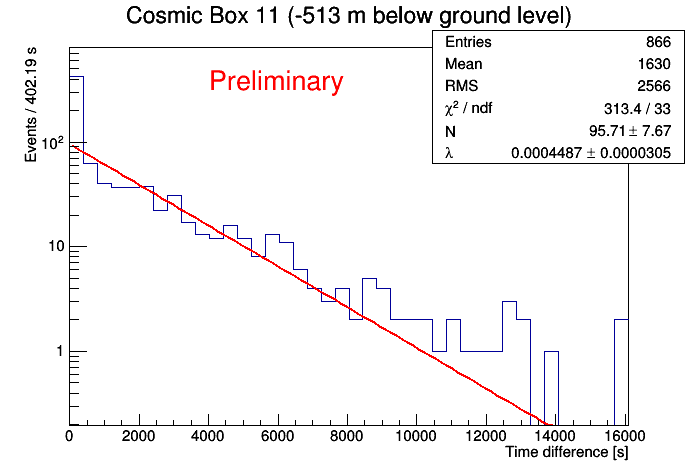 Cosmic Box 11 (-513 m below ground level)
Entries 866
Mean 1630
RMS 2566
χ² / ndf 313.4 / 33
N 95.71 ± 7.67
λ 0.0004487 ± 0.0000305
Preliminary
Events / 402.19 s
10²
10
1
0 2000 4000 6000 8000 10000 12000 14000 16000
Time difference [s]